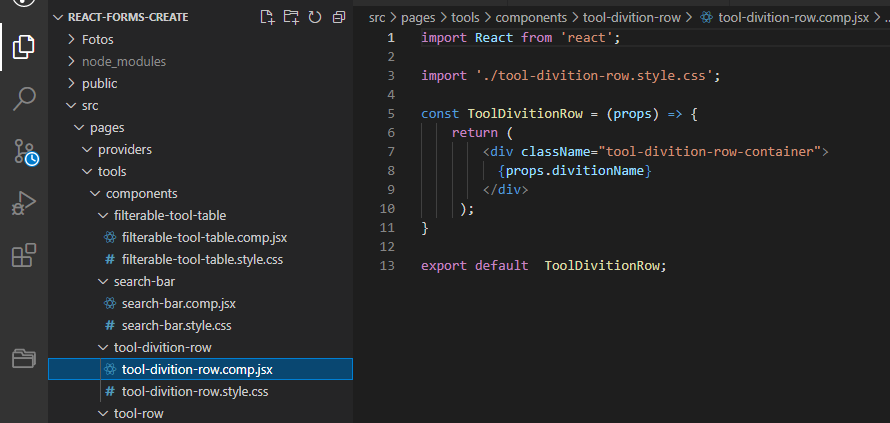 REACT-FORMS-CREATE
Fotos
node_modules
public
src
pages
providers
tools
components
filterable-tool-table
filterable-tool-table.comp.jsx
# filterable-tool-table.style.css
search-bar
search-bar.comp.jsx
# search-bar.style.css
tool-divition-row
tool-divition-row.comp.jsx
# tool-divition-row.style.css
tool-row
src > pages > tools > components > tool-divition-row > tool-divition-row.comp.jsx > ...
1 import React from 'react';
2
3 import './tool-divition-row.style.css';
4
5 const ToolDivitionRow = (props) => {
6 return (
7 <div className="tool-divition-row-container">
8 {props.divitionName}
9 </div>
10 );
11 }
12
13 export default  ToolDivitionRow;